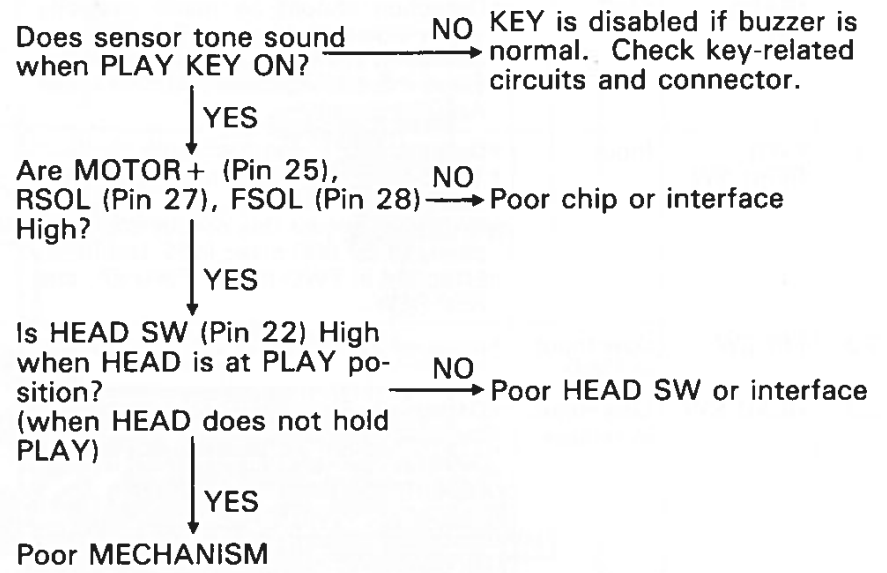 Does sensor tone sound
when PLAY KEY ON?
NO
KEY is disabled if buzzer is
normal. Check key-related
circuits and connector.
YES
Are MOTOR+ (Pin 25),
RSOL (Pin 27), FSOL (Pin 28)
High?
NO
Poor chip or interface
YES
Is HEAD SW (Pin 22) High
when HEAD is at PLAY po-
sition?
(when HEAD does not hold
PLAY)
NO
Poor HEAD SW or interface
YES
Poor MECHANISM